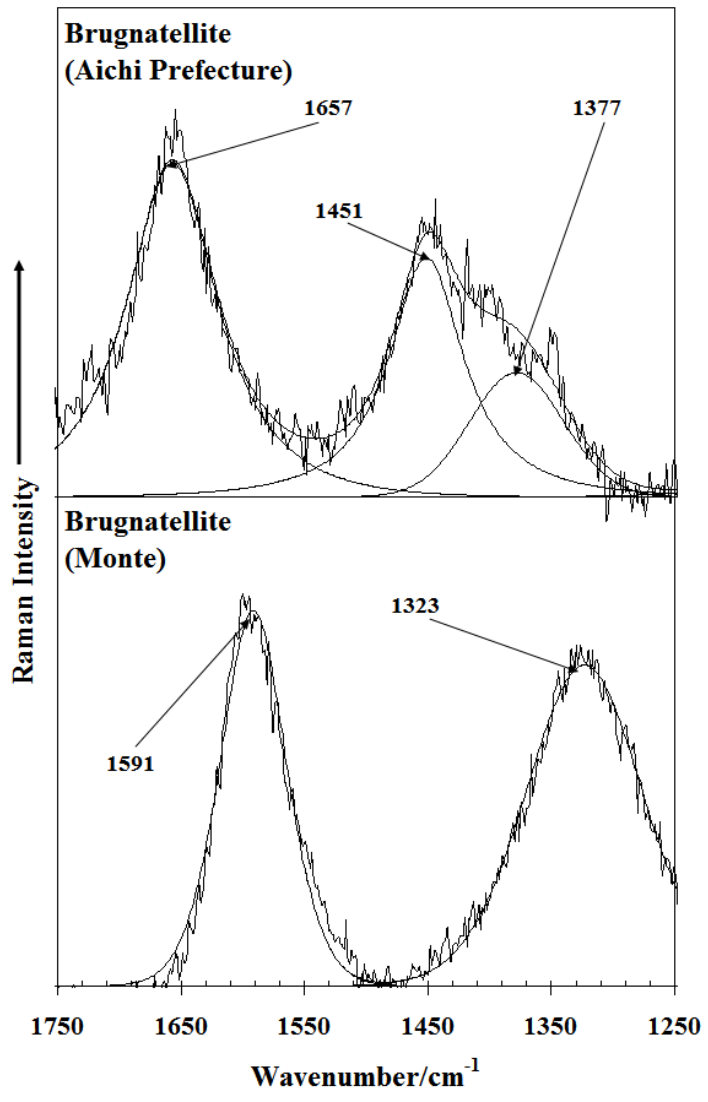 Brugnatellite
(Aichi Prefecture)
1657
1377
1451
Brugnatellite
(Monte)
1323
1591
Raman Intensity
1750 1650 1550 1450 1350 1250
Wavenumber/cm-1